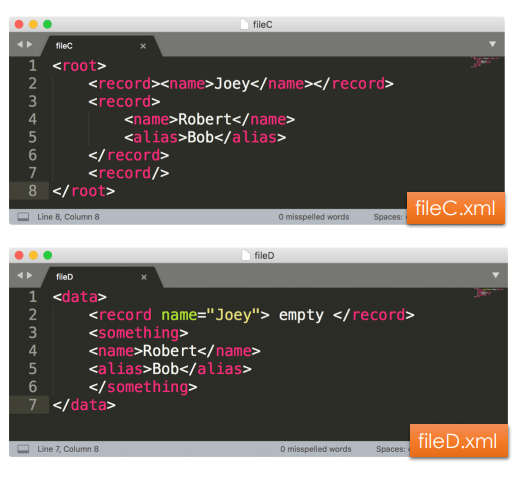 fileC
fileC ×
1 <root>
2 <record><name>Joey</name></record>
3 <record>
4 <name>Robert</name>
5 <alias>Bob</alias>
6 </record>
7 <record/>
8 </root>
Line 8, Column 8 0 misspelled words Spaces:
fileC.xml
fileD
fileD ×
1 <data>
2 <record name="Joey"> empty </record>
3 <something>
4 <name>Robert</name>
5 <alias>Bob</alias>
6 </something>
7 </data>
Line 7, Column 8 0 misspelled words Spaces:
fileD.xml